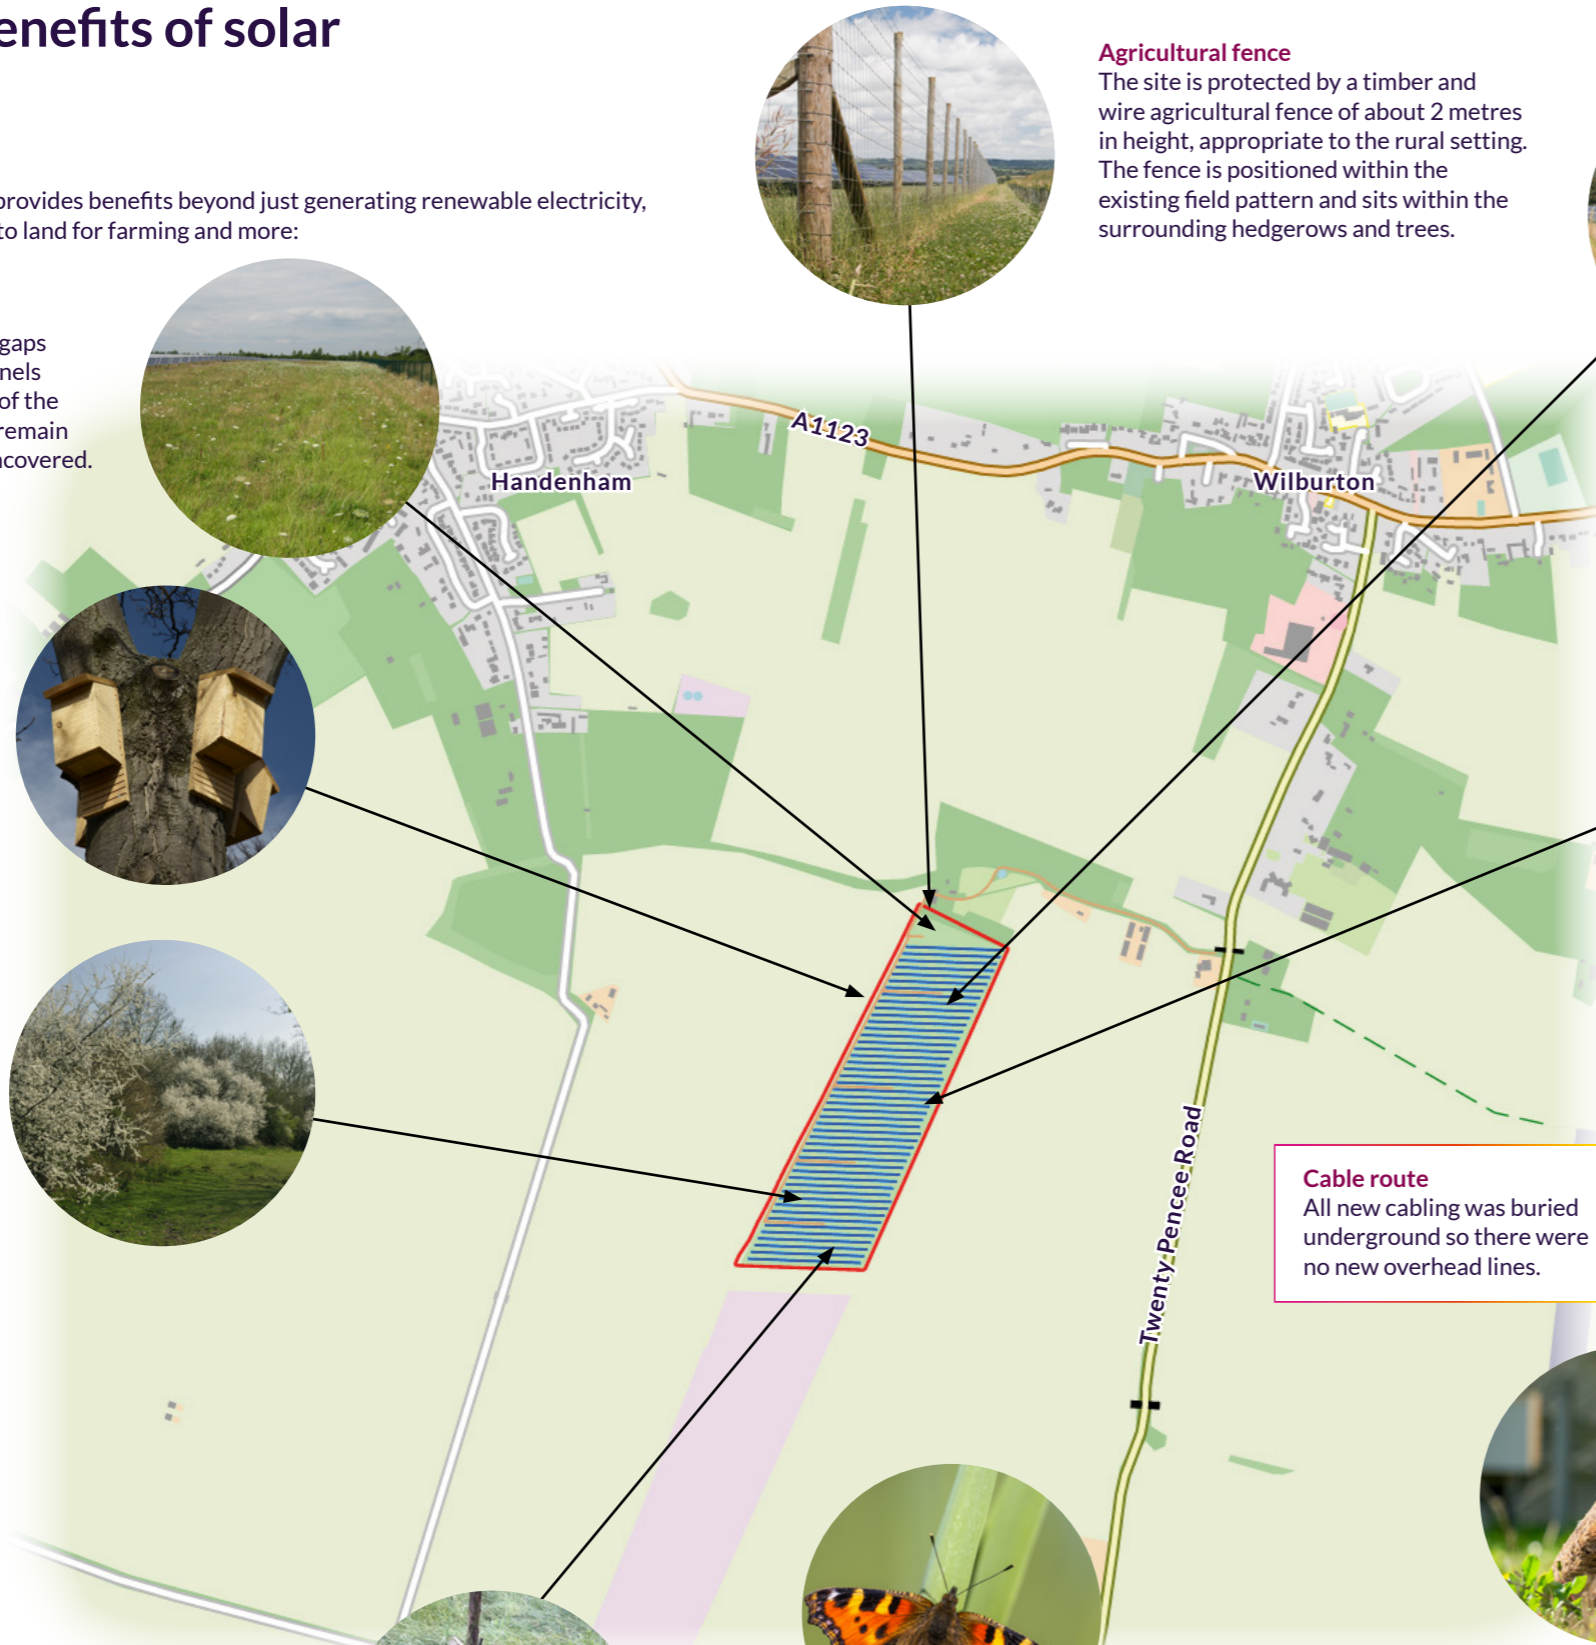 enefits of solar
provides benefits beyond just generating renewable electricity,
to land for farming and more:
Agricultural fence
The site is protected by a timber and
wire agricultural fence of about 2 metres
in height, appropriate to the rural setting.
The fence is positioned within the
existing field pattern and sits within the
surrounding hedgerows and trees.
gaps
nels
of the
remain
ncovered.
A1123
Handenham
Wilburton
Twenty Pencee Road
Cable route
All new cabling was buried
underground so there were
no new overhead lines.